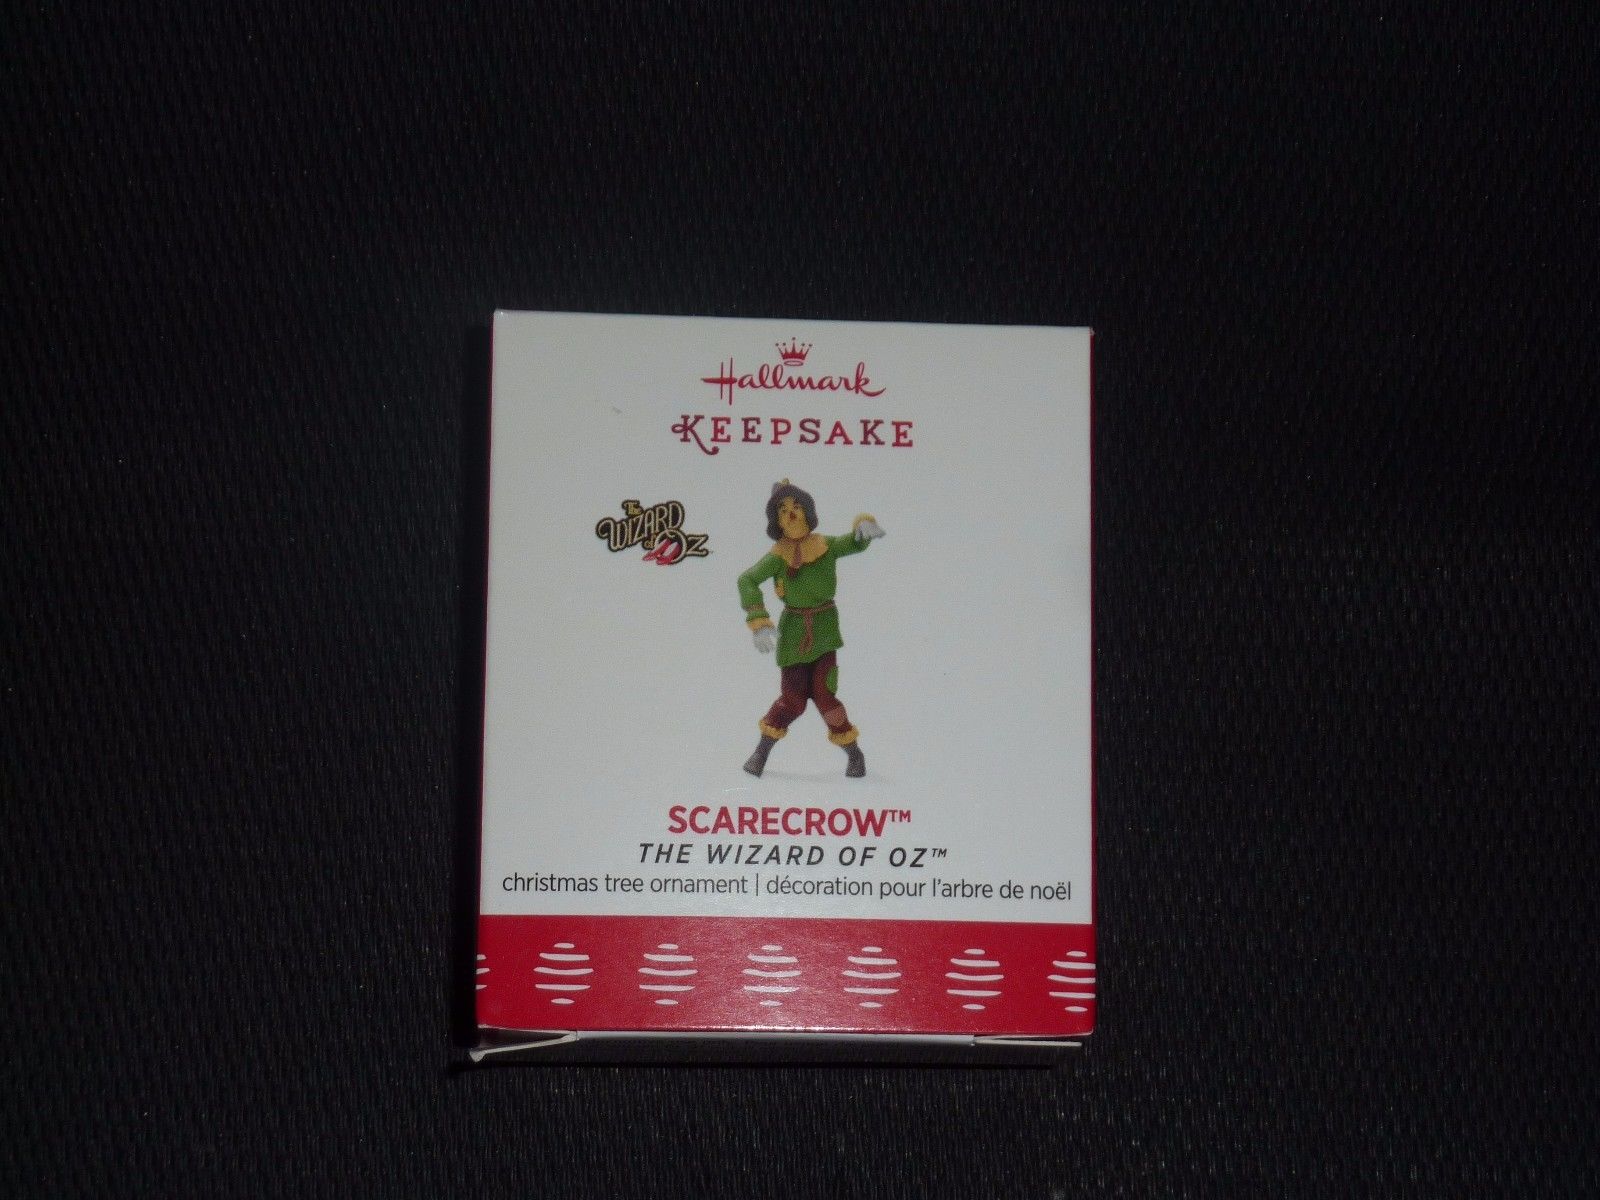 Hallmark
KEEPSAKE
The
WIZARD
of OZ
SCARECROW™
THE WIZARD OF OZ™
christmas tree ornament | décoration pour l'arbre de noël